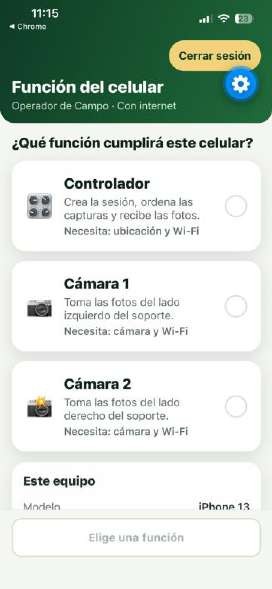 11:15
23
◀ Chrome
Cerrar sesión
Función del celular
Operador de Campo · Con internet
¿Qué función cumplirá este celular?
Controlador
Crea la sesión, ordena las
capturas y recibe las fotos.
Necesita: ubicación y Wi-Fi
Cámara 1
Toma las fotos del lado
izquierdo del soporte.
Necesita: cámara y Wi-Fi
Cámara 2
Toma las fotos del lado
derecho del soporte.
Necesita: cámara y Wi-Fi
Este equipo
Modelo iPhone 13
Elige una función